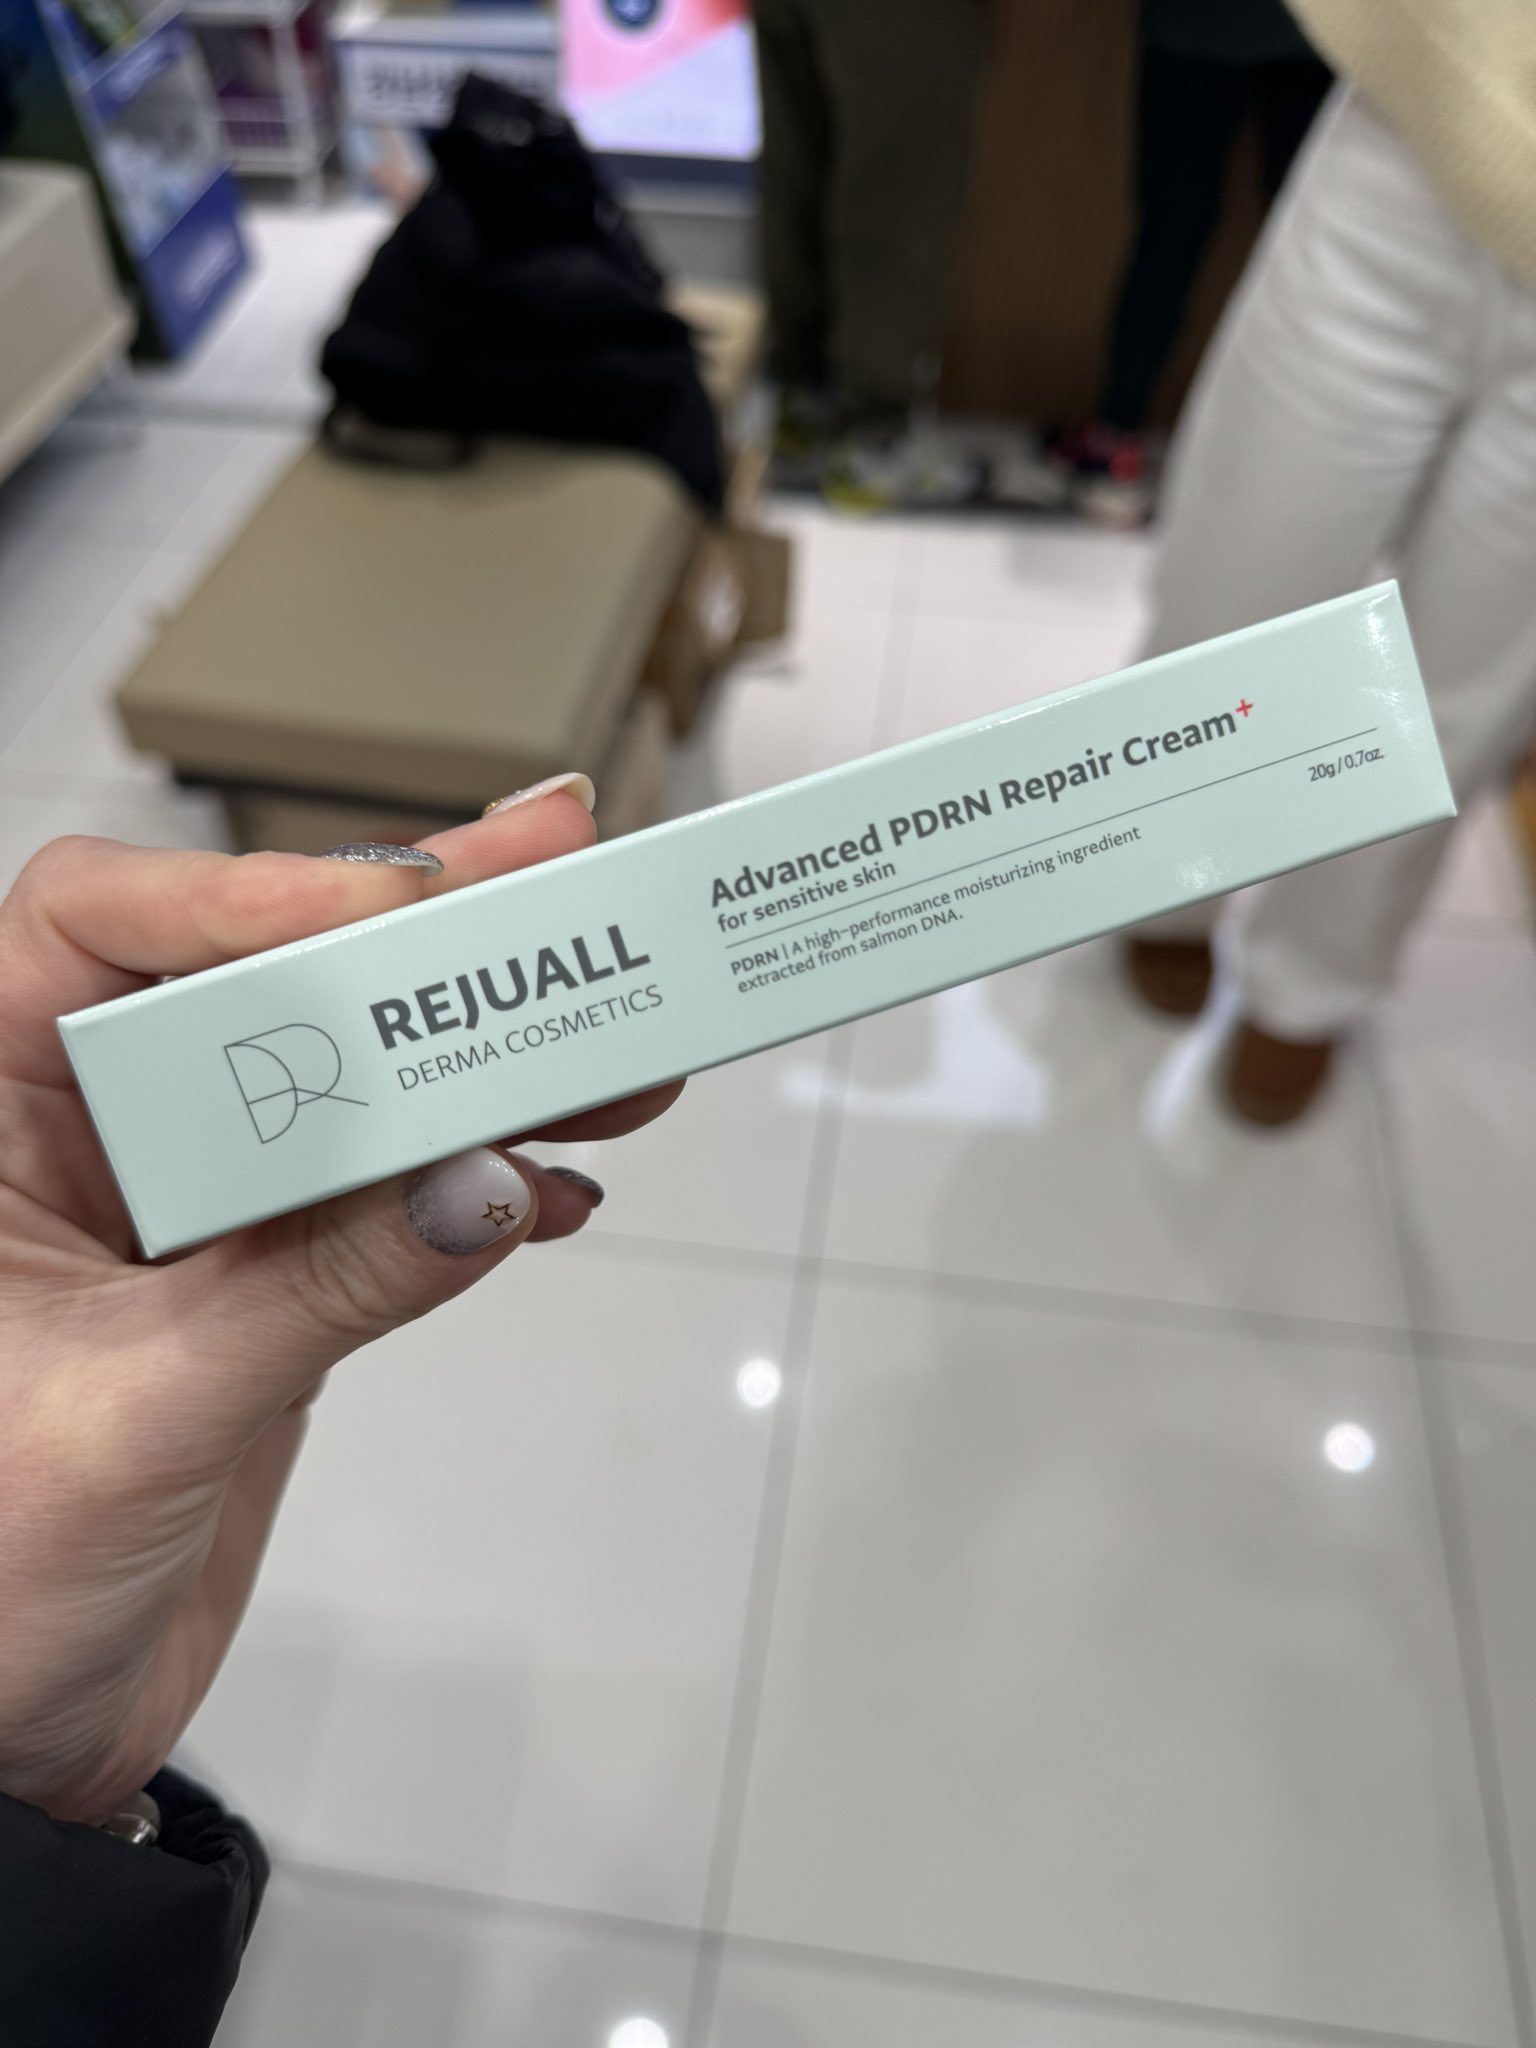 REJUALL
DERMA COSMETICS
Advanced PDRN Repair Cream+
for sensitive skin
20g / 0.7oz.
PDRN | A high-performance moisturizing ingredient
extracted from salmon DNA.